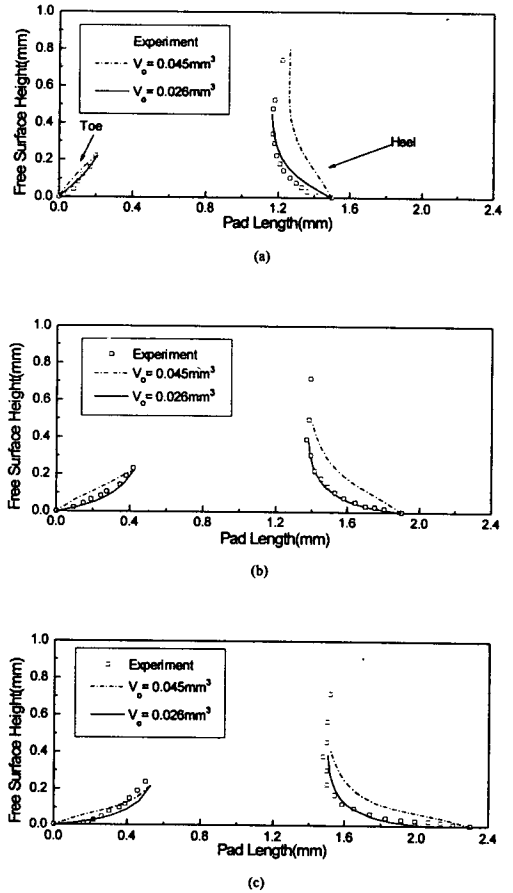 1.0
0.8
0.6
0.4
0.2
0.0
Free Surface Height(mm)
Experiment
V₀ = 0.045mm³
V₀ = 0.026mm³
Toe
Heel
0.0 0.4 0.8 1.2 1.6 2.0 2.4
Pad Length(mm)
(a)
1.0
0.8
0.6
0.4
0.2
0.0
Free Surface Height(mm)
Experiment
V₀ = 0.045mm³
V₀ = 0.026mm³
0.0 0.4 0.8 1.2 1.6 2.0 2.4
Pad Length(mm)
(b)
1.0
0.8
0.6
0.4
0.2
0.0
Free Surface Height(mm)
Experiment
V₀ = 0.045mm³
V₀ = 0.026mm³
0.0 0.4 0.8 1.2 1.6 2.0 2.4
Pad Length(mm)
(c)